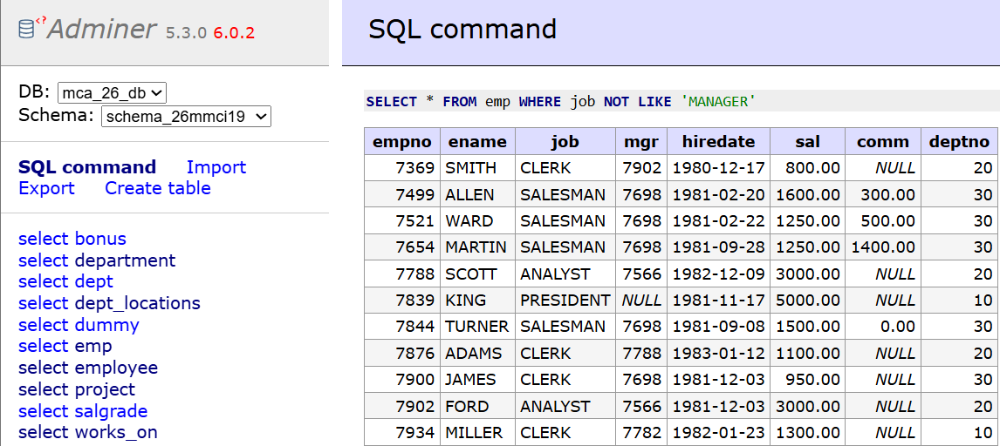 Adminer 5.3.0 6.0.2
DB: mca_26_db
Schema: schema_26mmci19
SQL command Import
Export Create table
select bonus
select department
select dept
select dept_locations
select dummy
select emp
select employee
select project
select salgrade
select works_on
SQL command
SELECT * FROM emp WHERE job NOT LIKE 'MANAGER'
empno ename job mgr hiredate sal comm deptno
7369 SMITH CLERK 7902 1980-12-17 800.00 NULL 20
7499 ALLEN SALESMAN 7698 1981-02-20 1600.00 300.00 30
7521 WARD SALESMAN 7698 1981-02-22 1250.00 500.00 30
7654 MARTIN SALESMAN 7698 1981-09-28 1250.00 1400.00 30
7788 SCOTT ANALYST 7566 1982-12-09 3000.00 NULL 20
7839 KING PRESIDENT NULL 1981-11-17 5000.00 NULL 10
7844 TURNER SALESMAN 7698 1981-09-08 1500.00 0.00 30
7876 ADAMS CLERK 7788 1983-01-12 1100.00 NULL 20
7900 JAMES CLERK 7698 1981-12-03 950.00 NULL 30
7902 FORD ANALYST 7566 1981-12-03 3000.00 NULL 20
7934 MILLER CLERK 7782 1982-01-23 1300.00 NULL 10